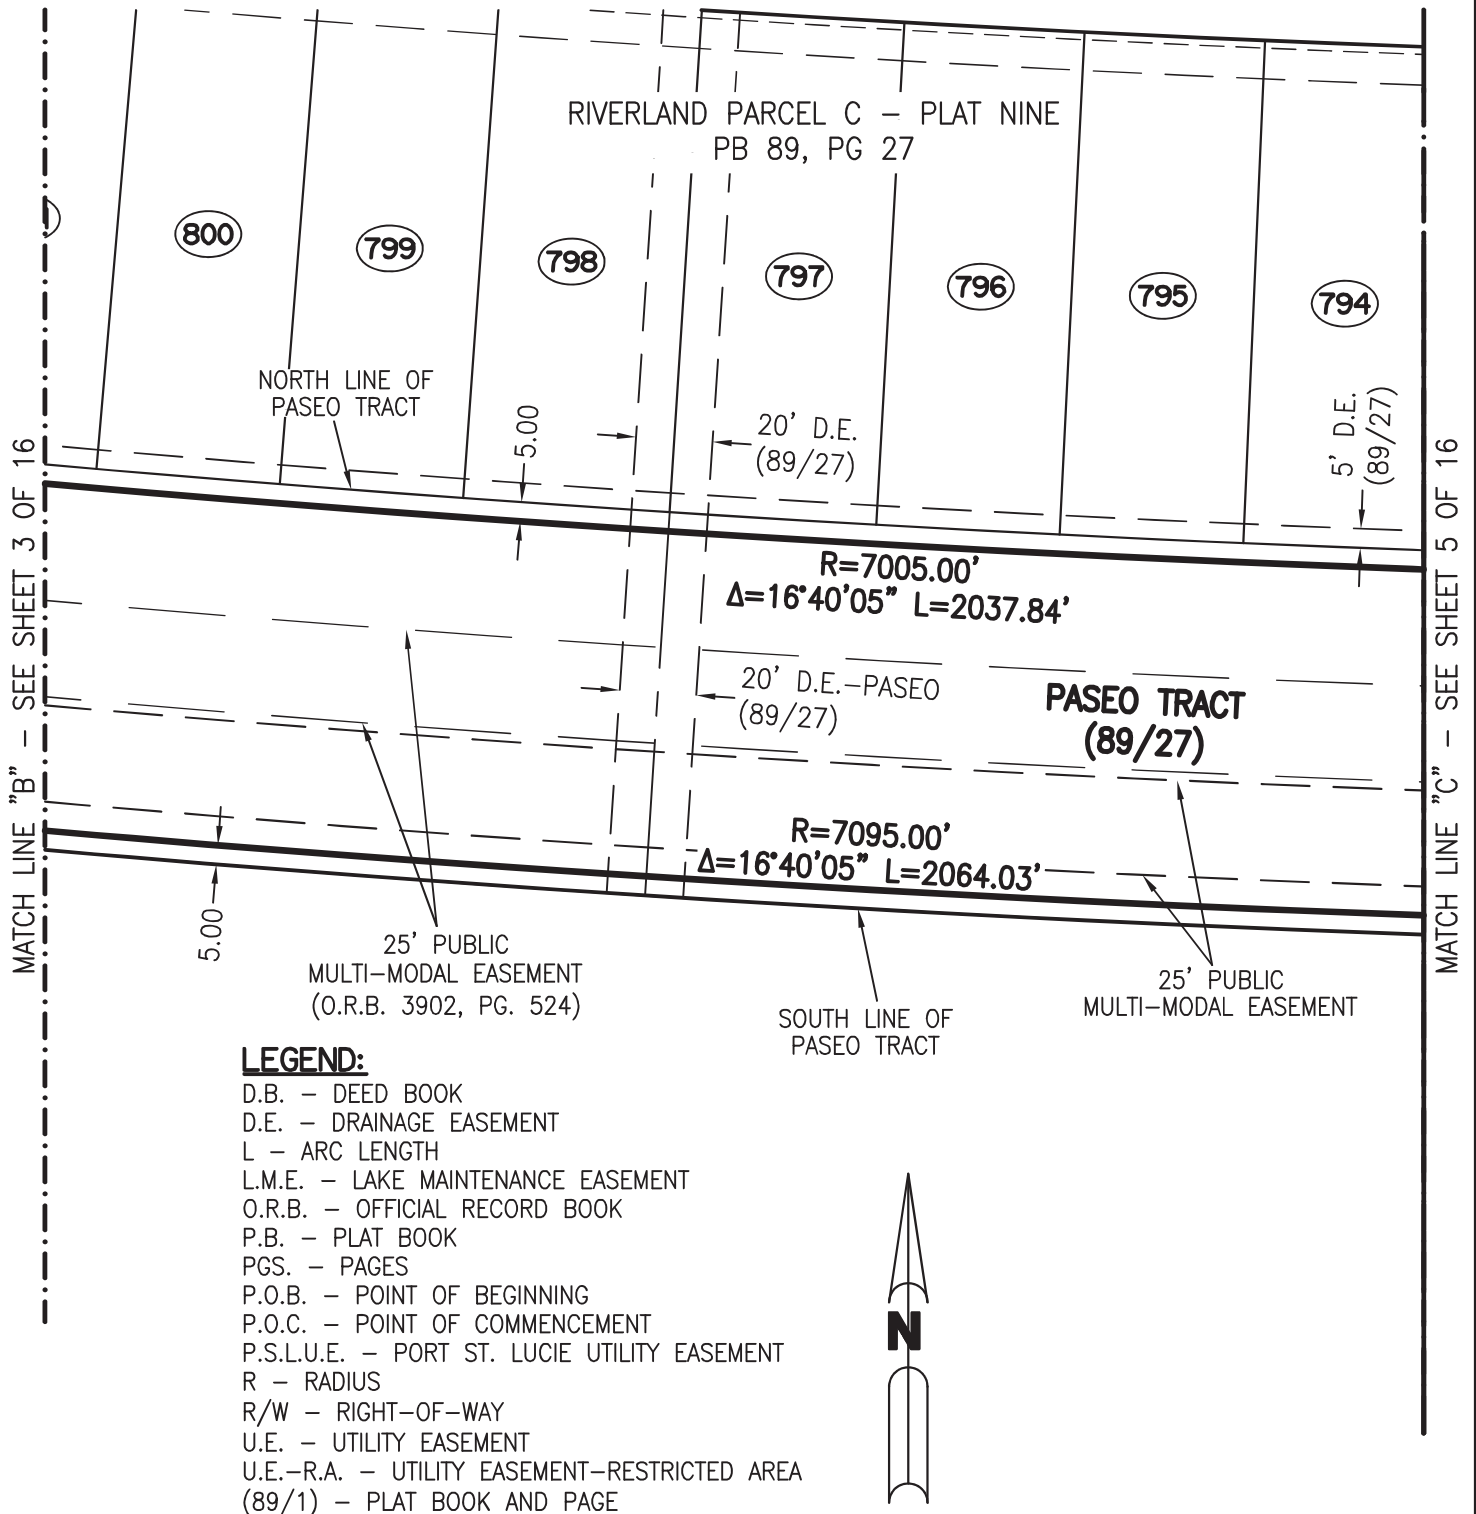 RIVERLAND PARCEL C – PLAT NINE
PB 89, PG 27
800
799
798
797
796
795
794
NORTH LINE OF
PASEO TRACT
5.00
20' D.E.
(89/27)
5' D.E.
(89/27)
MATCH LINE "B" – SEE SHEET 3 OF 16
MATCH LINE "C" – SEE SHEET 5 OF 16
R=7005.00'
Δ=16°40'05" L=2037.84'
20' D.E.–PASEO
(89/27)
PASEO TRACT
(89/27)
R=7095.00'
Δ=16°40'05" L=2064.03'
5.00
25' PUBLIC
MULTI–MODAL EASEMENT
(O.R.B. 3902, PG. 524)
SOUTH LINE OF
PASEO TRACT
25' PUBLIC
MULTI–MODAL EASEMENT
LEGEND:
D.B. – DEED BOOK
D.E. – DRAINAGE EASEMENT
L – ARC LENGTH
L.M.E. – LAKE MAINTENANCE EASEMENT
O.R.B. – OFFICIAL RECORD BOOK
P.B. – PLAT BOOK
PGS. – PAGES
P.O.B. – POINT OF BEGINNING
P.O.C. – POINT OF COMMENCEMENT
P.S.L.U.E. – PORT ST. LUCIE UTILITY EASEMENT
R – RADIUS
R/W – RIGHT–OF–WAY
U.E. – UTILITY EASEMENT
U.E.–R.A. – UTILITY EASEMENT–RESTRICTED AREA
(89/1) – PLAT BOOK AND PAGE
N